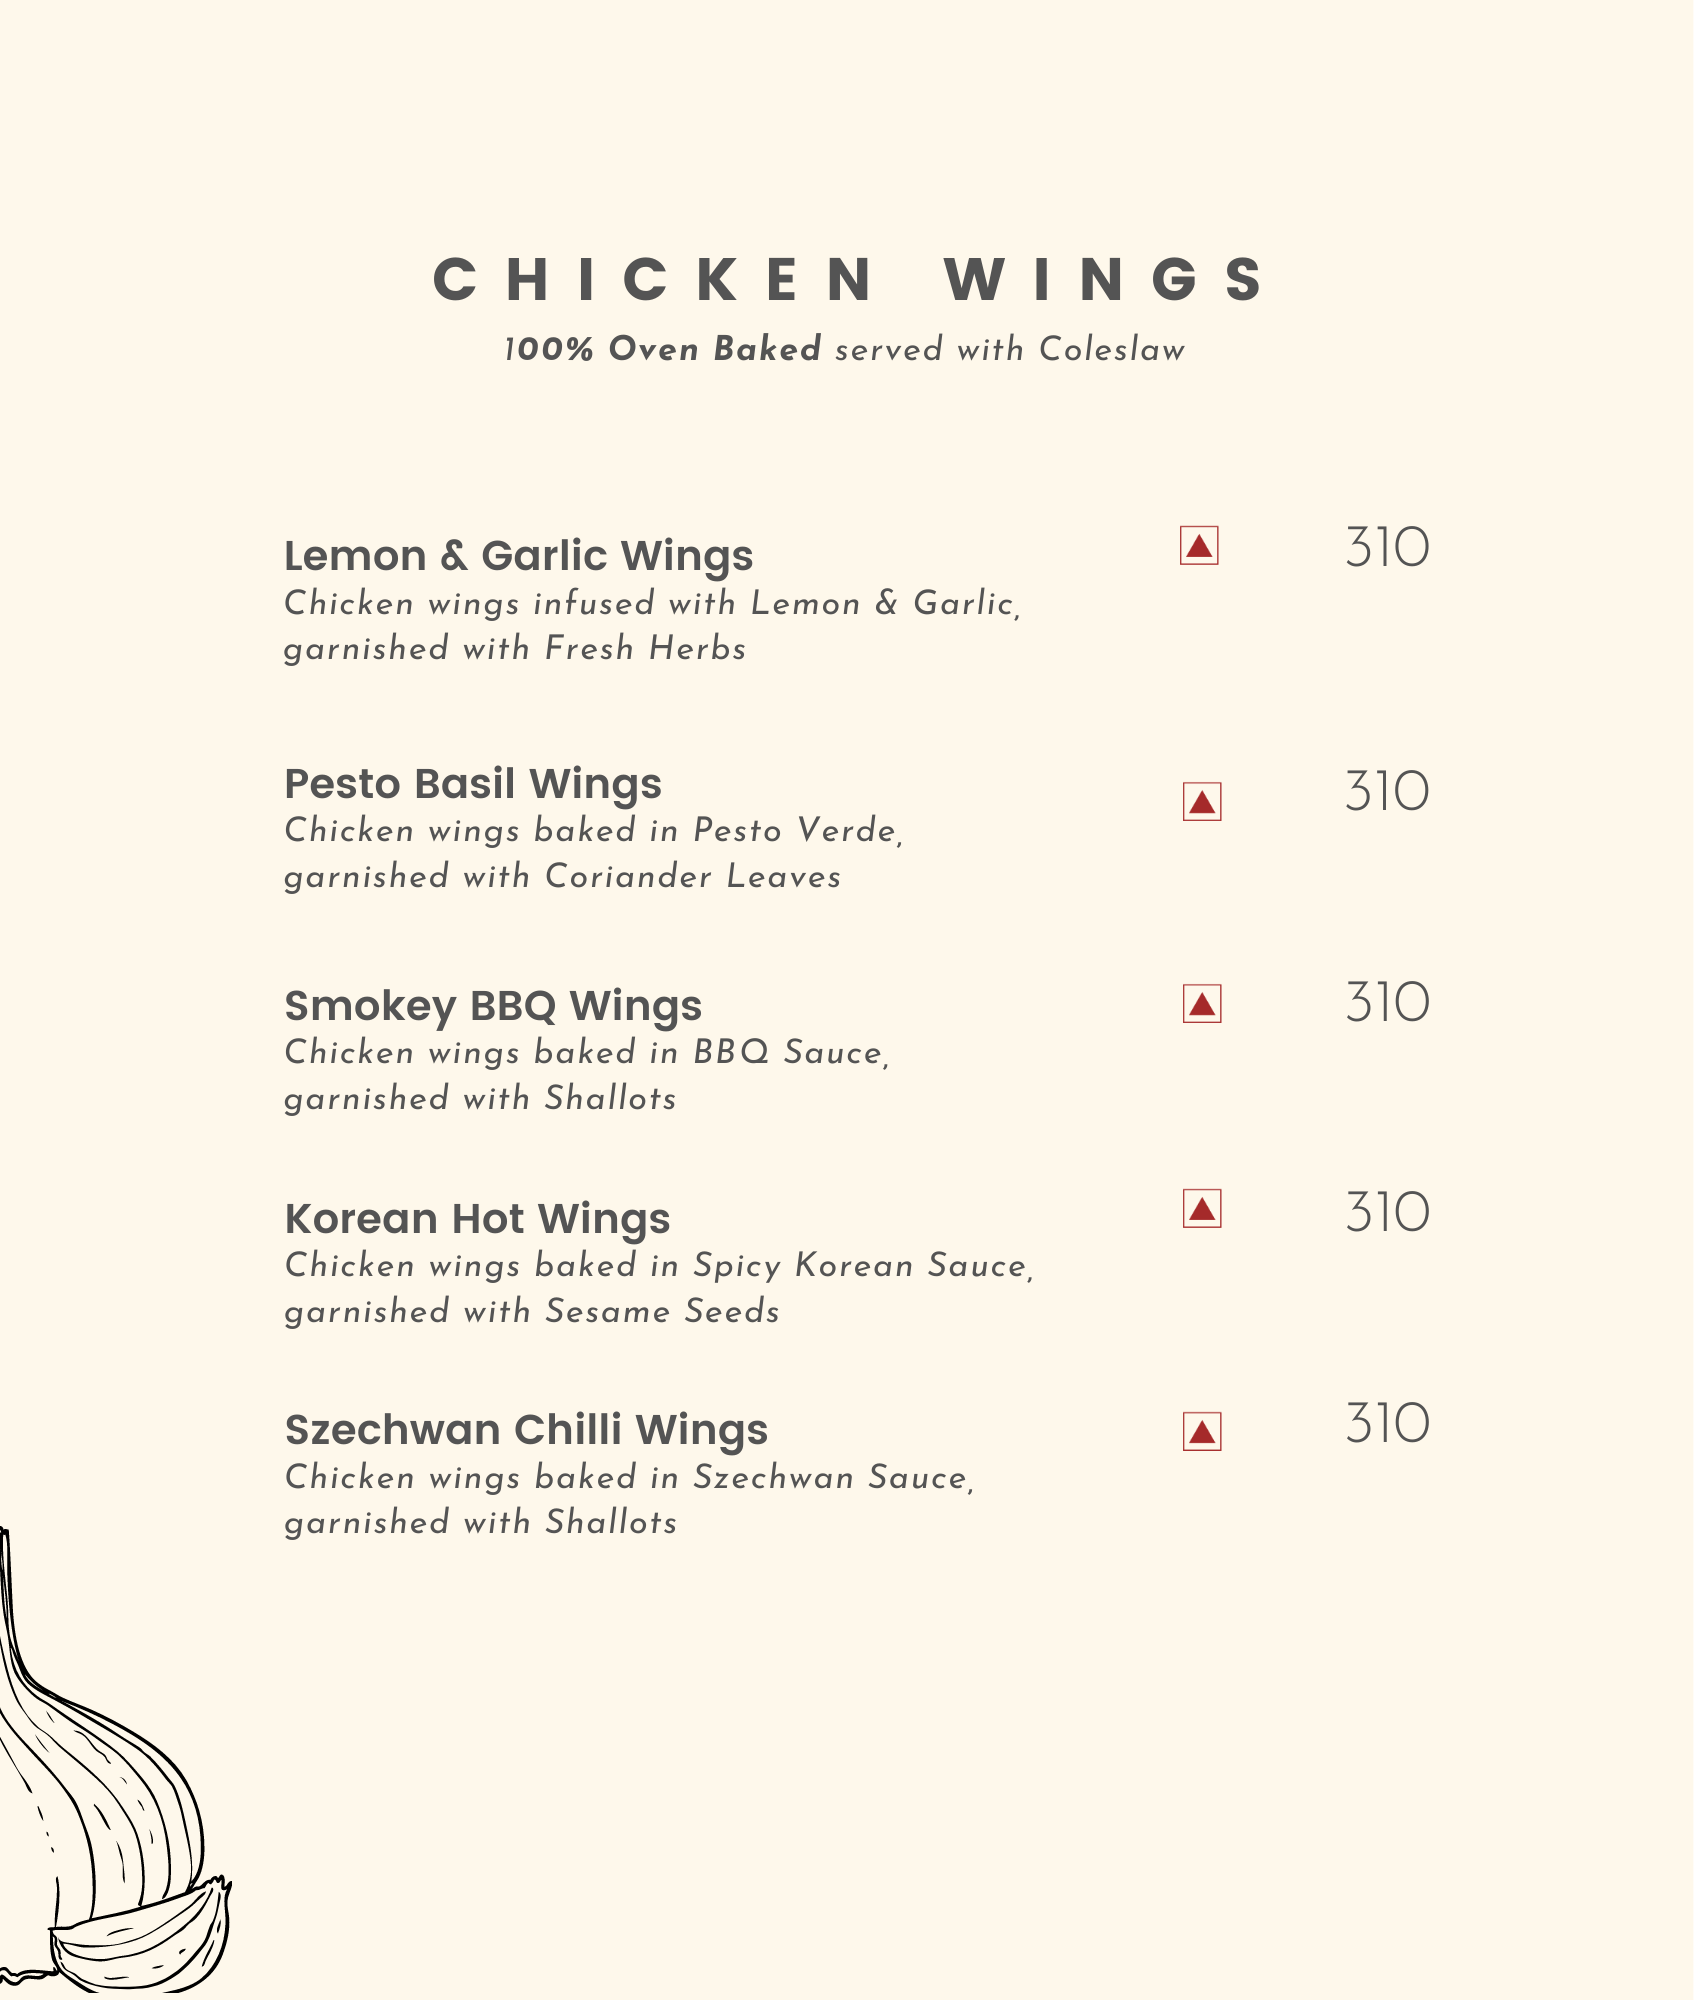 CHICKEN WINGS
100% Oven Baked served with Coleslaw
Lemon & Garlic Wings 310
Chicken wings infused with Lemon & Garlic,
garnished with Fresh Herbs
Pesto Basil Wings 310
Chicken wings baked in Pesto Verde,
garnished with Coriander Leaves
Smokey BBQ Wings 310
Chicken wings baked in BBQ Sauce,
garnished with Shallots
Korean Hot Wings 310
Chicken wings baked in Spicy Korean Sauce,
garnished with Sesame Seeds
Szechwan Chilli Wings 310
Chicken wings baked in Szechwan Sauce,
garnished with Shallots